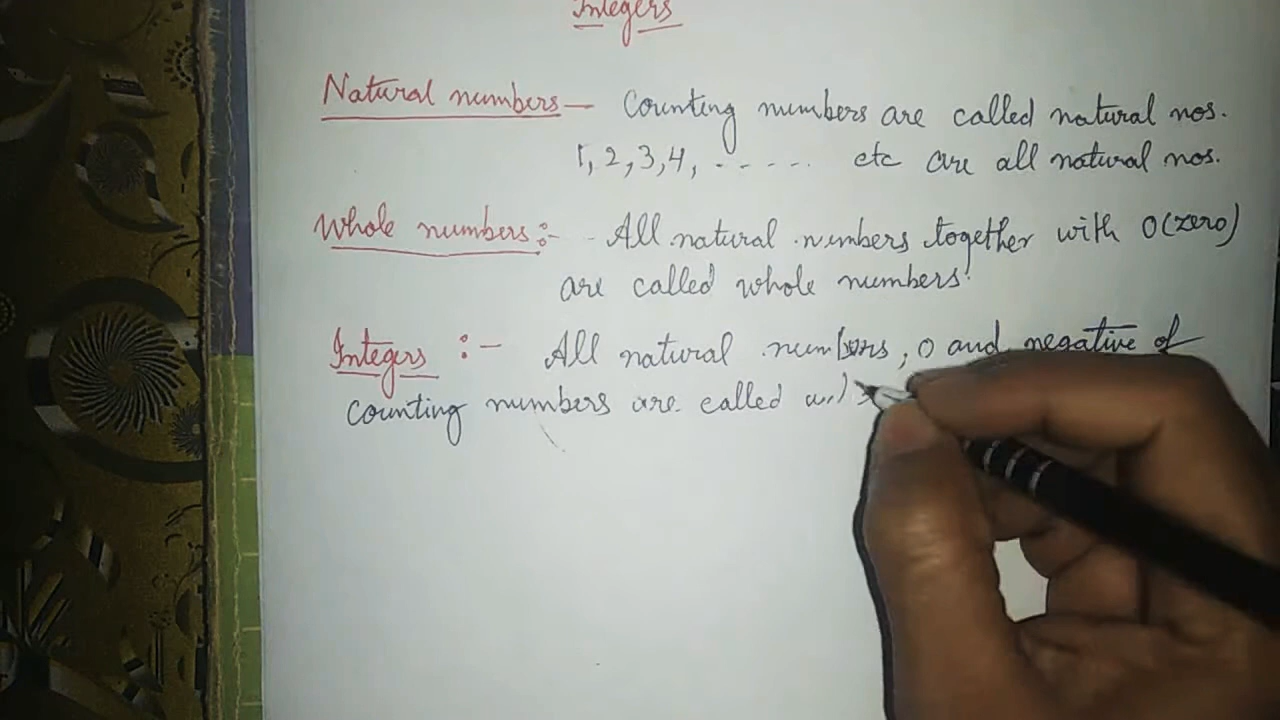 Integers
Natural numbers — Counting numbers are called natural nos.
1, 2, 3, 4, - - - - - etc are all natural nos.
Whole numbers :- - All natural numbers together with 0 (zero)
are called whole numbers.
Integers :- All natural numbers, 0 and negative of
counting numbers are called